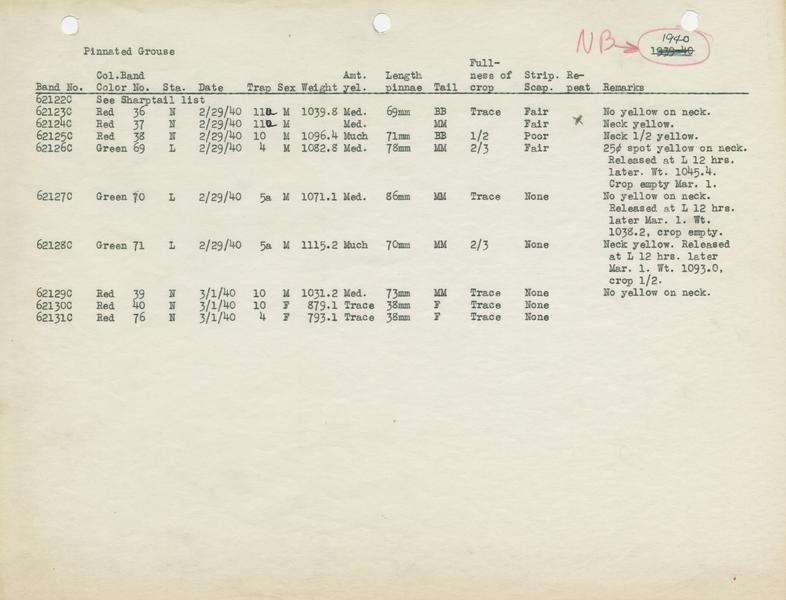 NB → 1940
1939-40
Pinnated Grouse
Full-
Col.Band Amt. Length ness of Strip. Re-
Band No. Color No. Sta. Date Trap Sex Weight yel. pinnae Tail crop Scap. peat Remarks
62122C See Sharptail list
62123C Red 36 N 2/29/40 11a M 1039.8 Med. 69mm BB Trace Fair No yellow on neck.
62124C Red 37 N 2/29/40 11a M Med. MM Fair x Neck yellow.
62125C Red 38 N 2/29/40 10 M 1096.4 Much 71mm BB 1/2 Poor Neck 1/2 yellow.
62126C Green 69 L 2/29/40 4 M 1082.8 Med. 78mm MM 2/3 Fair 25¢ spot yellow on neck.
Released at L 12 hrs.
later. Wt. 1045.4.
Crop empty Mar. 1.
62127C Green 70 L 2/29/40 5a M 1071.1 Med. 86mm MM Trace None No yellow on neck.
Released at L 12 hrs.
later Mar. 1. Wt.
1038.2, crop empty.
62128C Green 71 L 2/29/40 5a M 1115.2 Much 70mm MM 2/3 None Neck yellow. Released
at L 12 hrs. later
Mar. 1. Wt. 1093.0,
crop 1/2.
62129C Red 39 N 3/1/40 10 M 1031.2 Med. 73mm MM Trace None No yellow on neck.
62130C Red 40 N 3/1/40 10 F 879.1 Trace 38mm F Trace None
62131C Red 76 N 3/1/40 4 F 793.1 Trace 38mm F Trace None